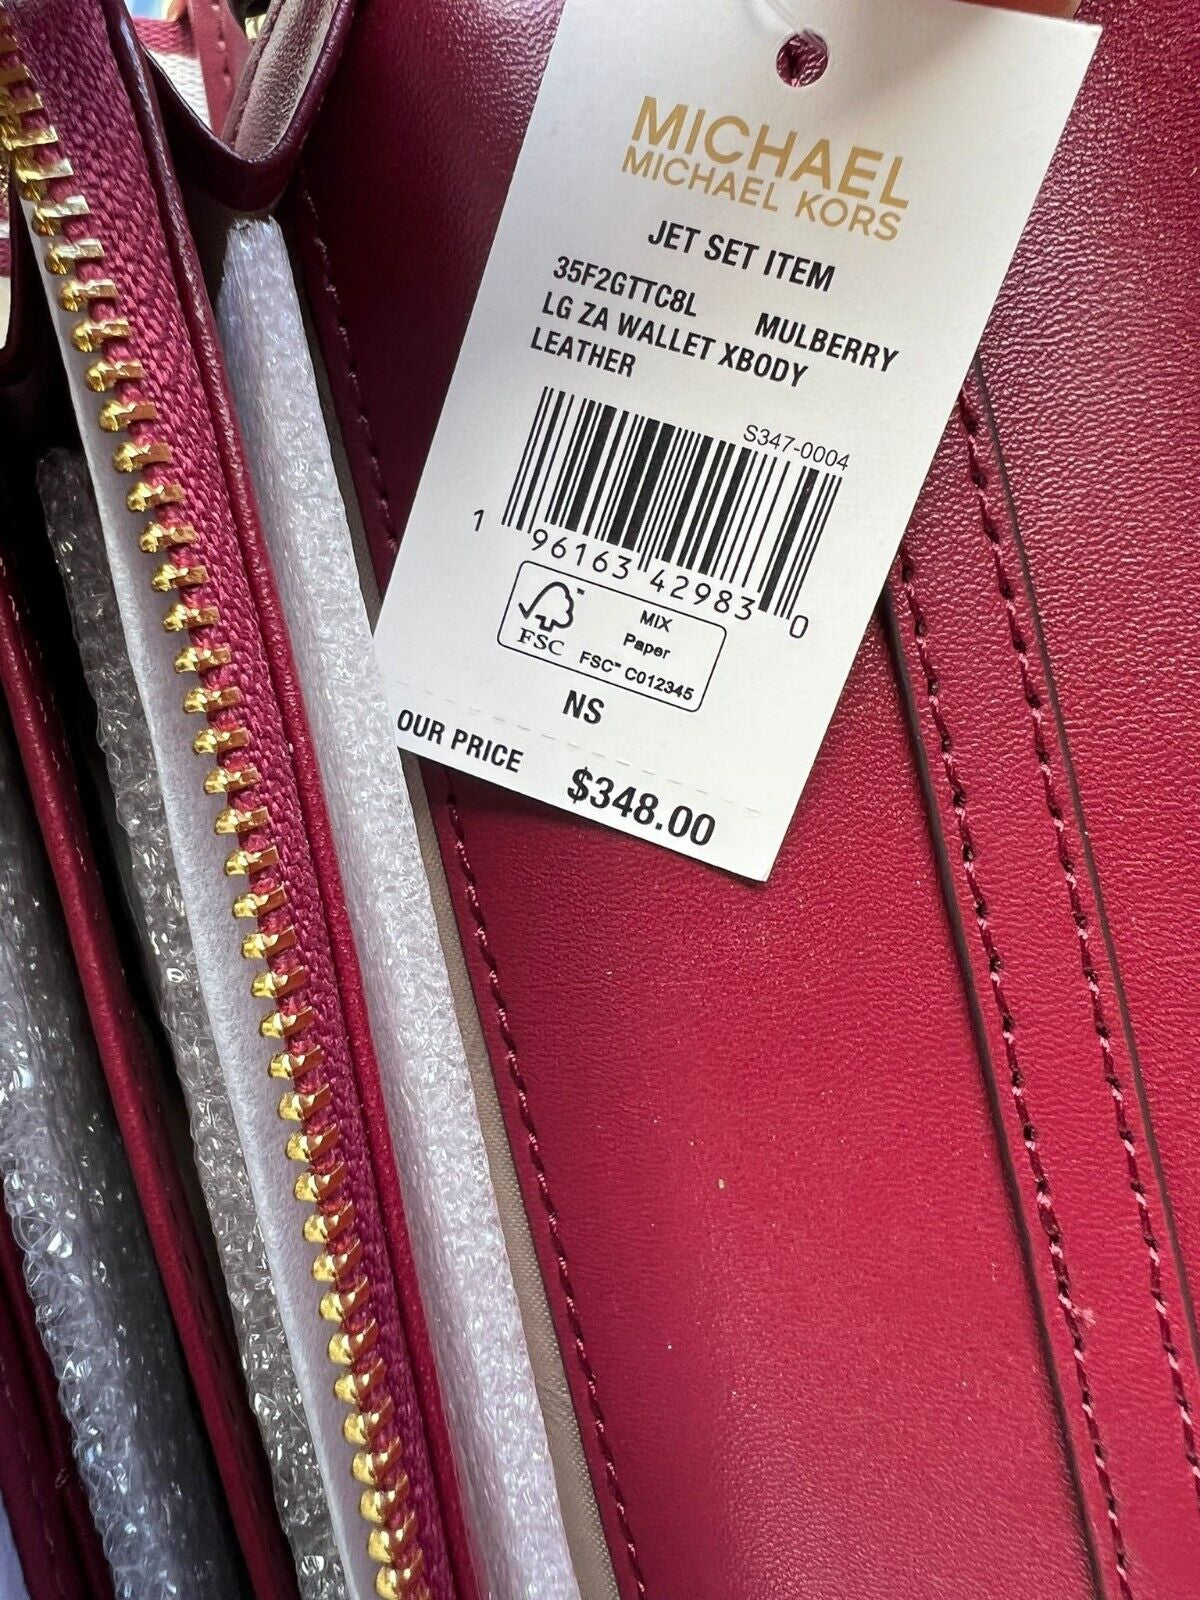 MICHAEL
MICHAEL KORS
JET SET ITEM
35F2GTTC8L MULBERRY
LG ZA WALLET XBODY
LEATHER
S347-0004
1 96163 42983 0
FSC
MIX
Paper
FSC™ C012345
NS
OUR PRICE $348.00